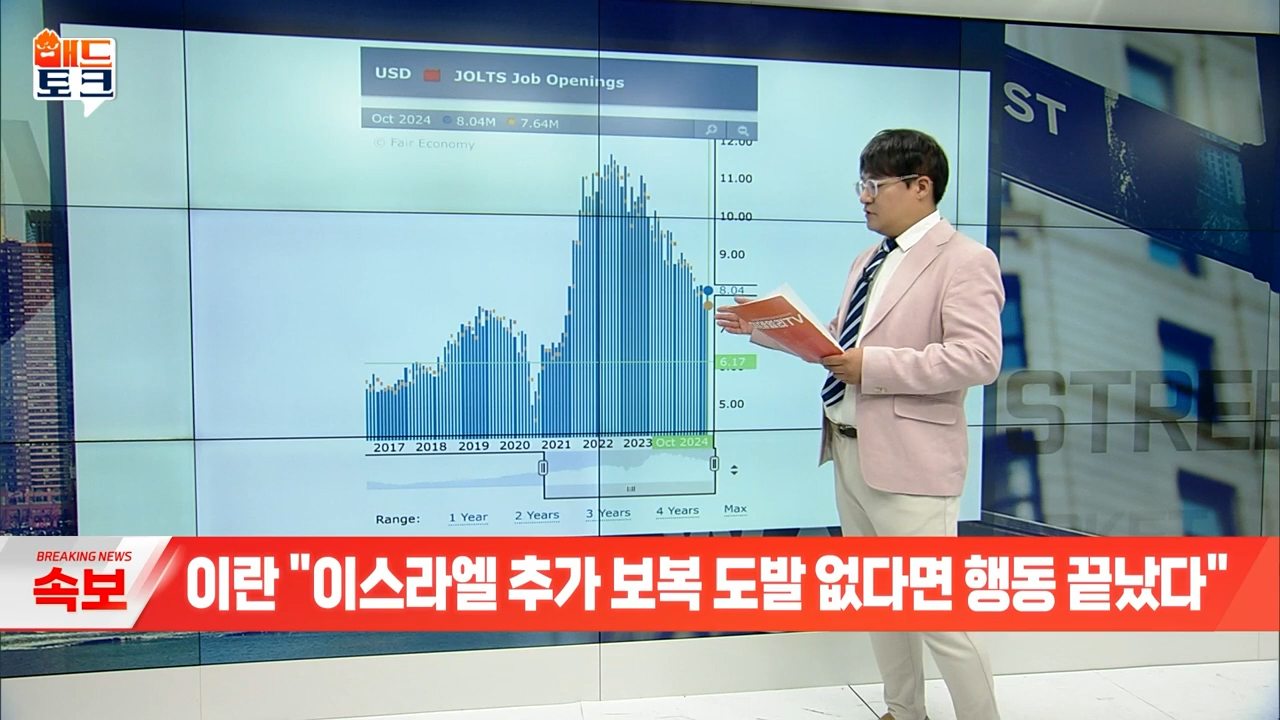 매드
토크
USD JOLTS Job Openings
Oct 2024 8.04M 7.64M
© Fair Economy
12.00
11.00
10.00
9.00
8.04
6.17
5.00
2017 2018 2019 2020 2021 2022 2023 Oct 2024
Range: 1 Year 2 Years 3 Years 4 Years Max
ST
STREE
BREAKING NEWS
속보
이란 "이스라엘 추가 보복 도발 없다면 행동 끝났다"